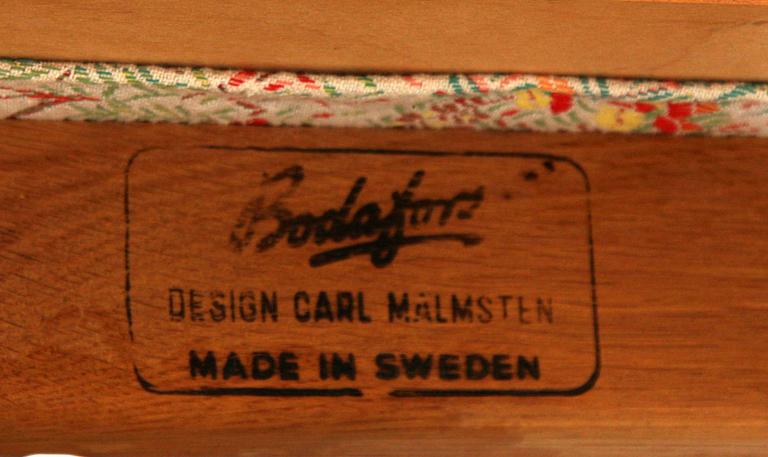 Bodafors
DESIGN CARL MALMSTEN
MADE IN SWEDEN